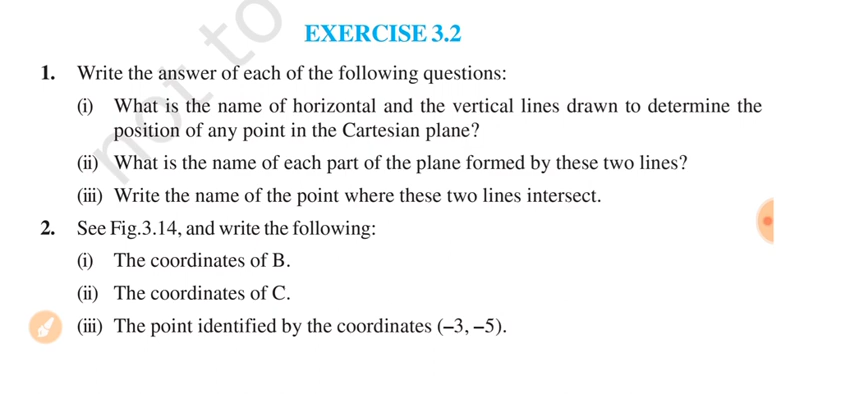 not to
EXERCISE 3.2
1. Write the answer of each of the following questions:
(i) What is the name of horizontal and the vertical lines drawn to determine the
position of any point in the Cartesian plane?
(ii) What is the name of each part of the plane formed by these two lines?
(iii) Write the name of the point where these two lines intersect.
2. See Fig.3.14, and write the following:
(i) The coordinates of B.
(ii) The coordinates of C.
(iii) The point identified by the coordinates (–3, –5).